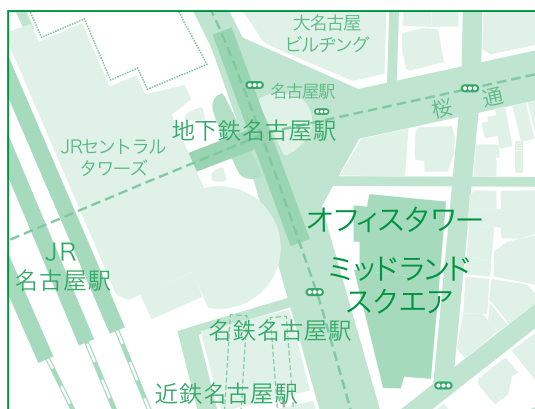 大名古屋
ビルヂング
名古屋駅
桜通
地下鉄名古屋駅
JRセントラル
タワーズ
オフィスタワー
JR
名古屋駅
ミッドランド
スクエア
名鉄名古屋駅
近鉄名古屋駅